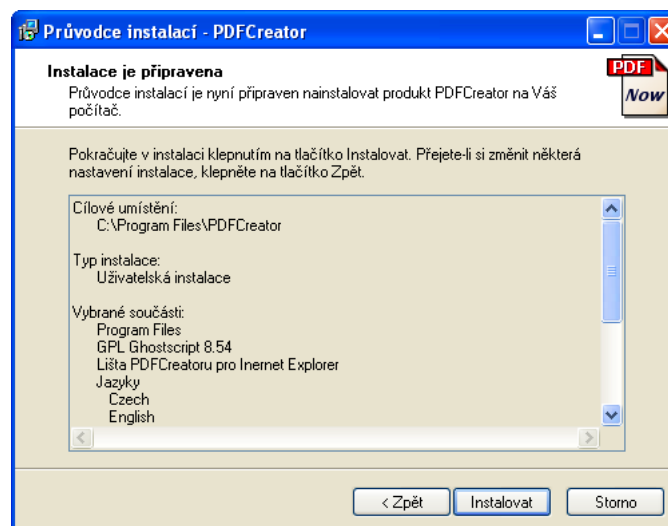 Průvodce instalací - PDFCreator
Instalace je připravena
Průvodce instalací je nyní připraven nainstalovat produkt PDFCreator na Váš
počítač.
PDF
Now
Pokračujte v instalaci klepnutím na tlačítko Instalovat. Přejete-li si změnit některá
nastavení instalace, klepněte na tlačítko Zpět.
Cílové umístění:
C:\Program Files\PDFCreator
Typ instalace:
Uživatelská instalace
Vybrané součásti:
Program Files
GPL Ghostscript 8.54
Lišta PDFCreatoru pro Inernet Explorer
Jazyky
Czech
English
< Zpět
Instalovat
Storno